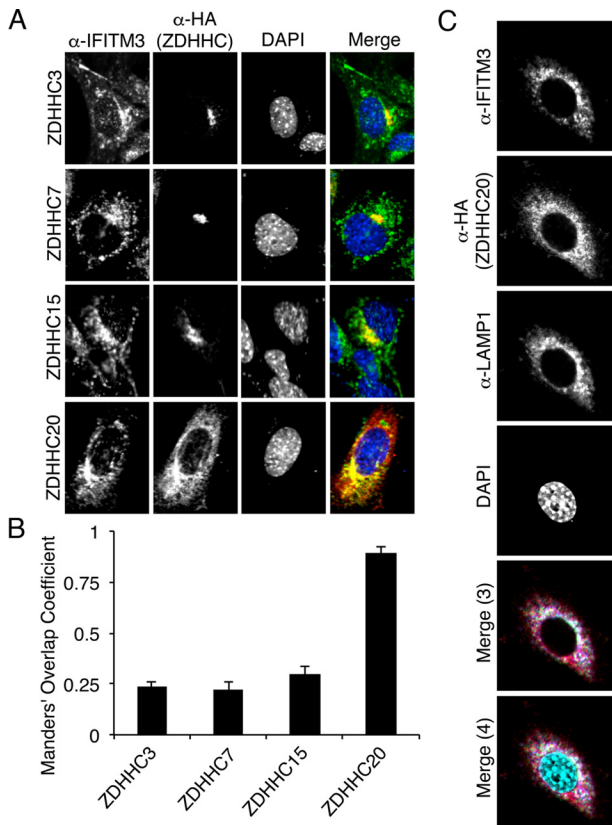 A
α-IFITM3
α-HA
(ZDHHC)
DAPI
Merge
ZDHHC3
ZDHHC7
ZDHHC15
ZDHHC20
B
Manders' Overlap Coefficient
1
0.75
0.5
0.25
0
ZDHHC3
ZDHHC7
ZDHHC15
ZDHHC20
C
α-IFITM3
α-HA
(ZDHHC20)
α-LAMP1
DAPI
Merge (3)
Merge (4)